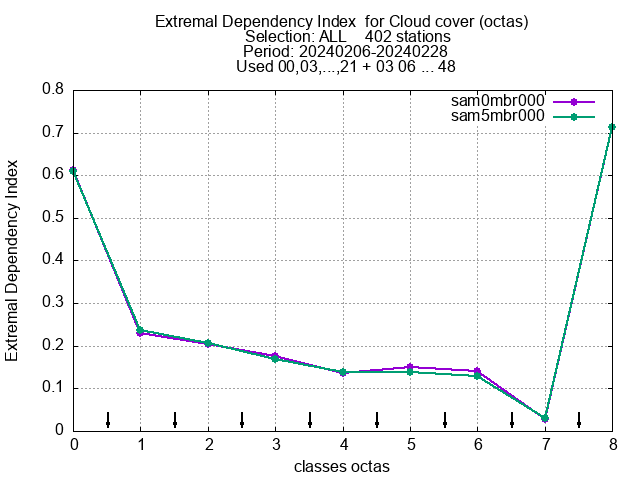 Extremal Dependency Index  for Cloud cover (octas)
Selection: ALL    402 stations
Period: 20240206-20240228
Used 00,03,...,21 + 03 06 ... 48
sam0mbr000
sam5mbr000
Extremal Dependency Index
0.8
0.7
0.6
0.5
0.4
0.3
0.2
0.1
0
0 1 2 3 4 5 6 7 8
classes octas